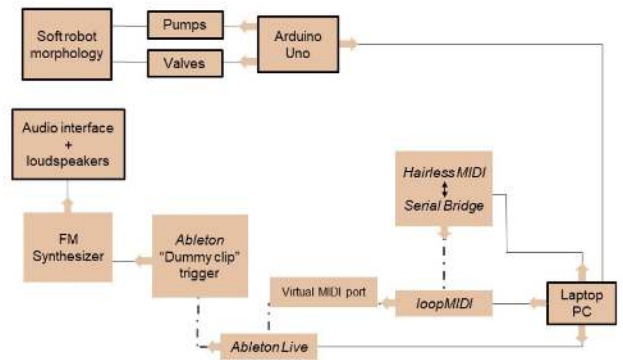 Soft robot
morphology
Pumps
Valves
Arduino
Uno
Audio interface
+
loudspeakers
Hairless MIDI
Serial Bridge
FM
Synthesizer
Ableton
"Dummy clip"
trigger
Virtual MIDI port
loopMIDI
Laptop
PC
Ableton Live